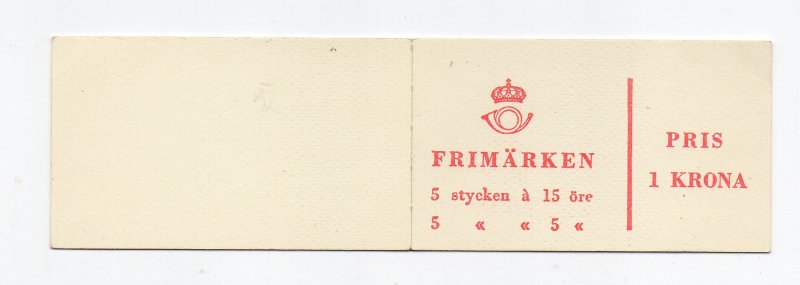 FRIMÄRKEN
5 stycken à 15 öre
5 « « 5 «
PRIS
1 KRONA